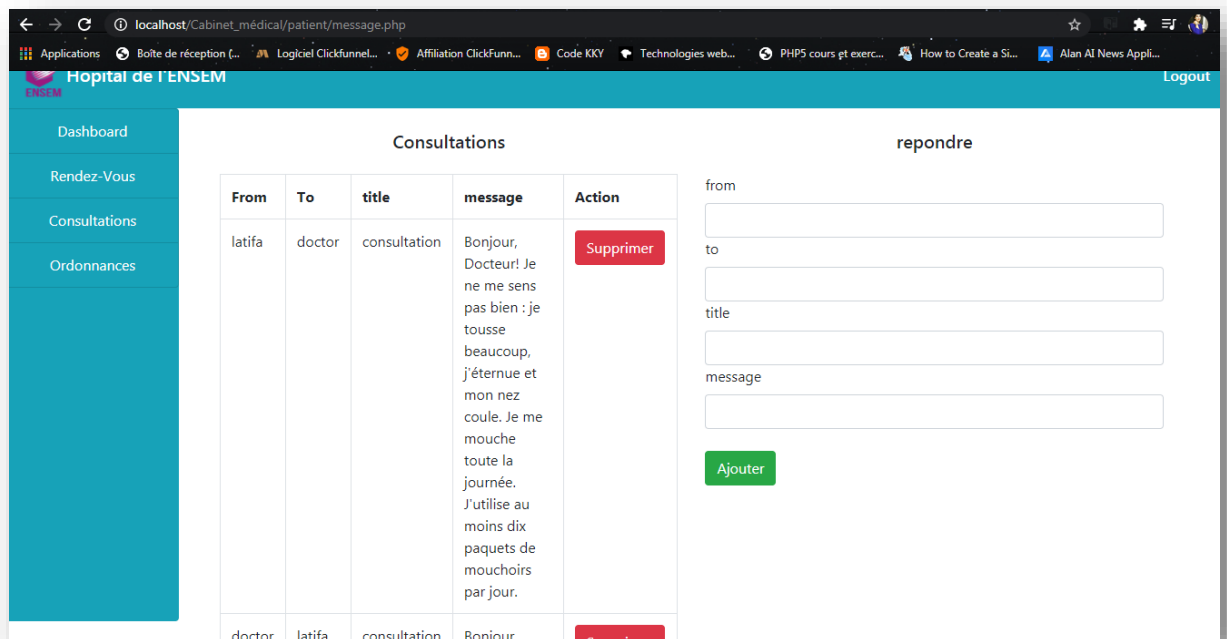 localhost/Cabinet_médical/patient/message.php
Applications Boîte de réception (... Logiciel Clickfunnel... Affiliation ClickFunn... Code KKY Technologies web... PHP5 cours et exerc... How to Create a Si... Alan AI News Appli...
Hopital de l'ENSEM
ENSEM
Logout
Dashboard
Rendez-Vous
Consultations
Ordonnances
Consultations
From To title message Action
latifa doctor consultation Bonjour, Supprimer
Docteur! Je
ne me sens
pas bien : je
tousse
beaucoup,
j'éternue et
mon nez
coule. Je me
mouche
toute la
journée.
J'utilise au
moins dix
paquets de
mouchoirs
par jour.
doctor latifa consultation Bonjour
repondre
from
to
title
message
Ajouter